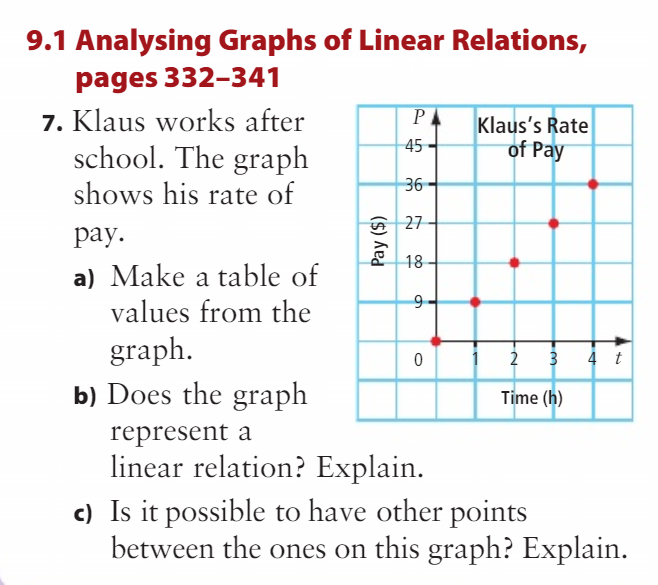 9.1 Analysing Graphs of Linear Relations,
pages 332–341
7. Klaus works after
school. The graph
shows his rate of
pay.
a) Make a table of
values from the
graph.
b) Does the graph
represent a
linear relation? Explain.
c) Is it possible to have other points
between the ones on this graph? Explain.
P
Klaus's Rate
of Pay
45
36
27
18
9
Pay ($)
0 1 2 3 4 t
Time (h)